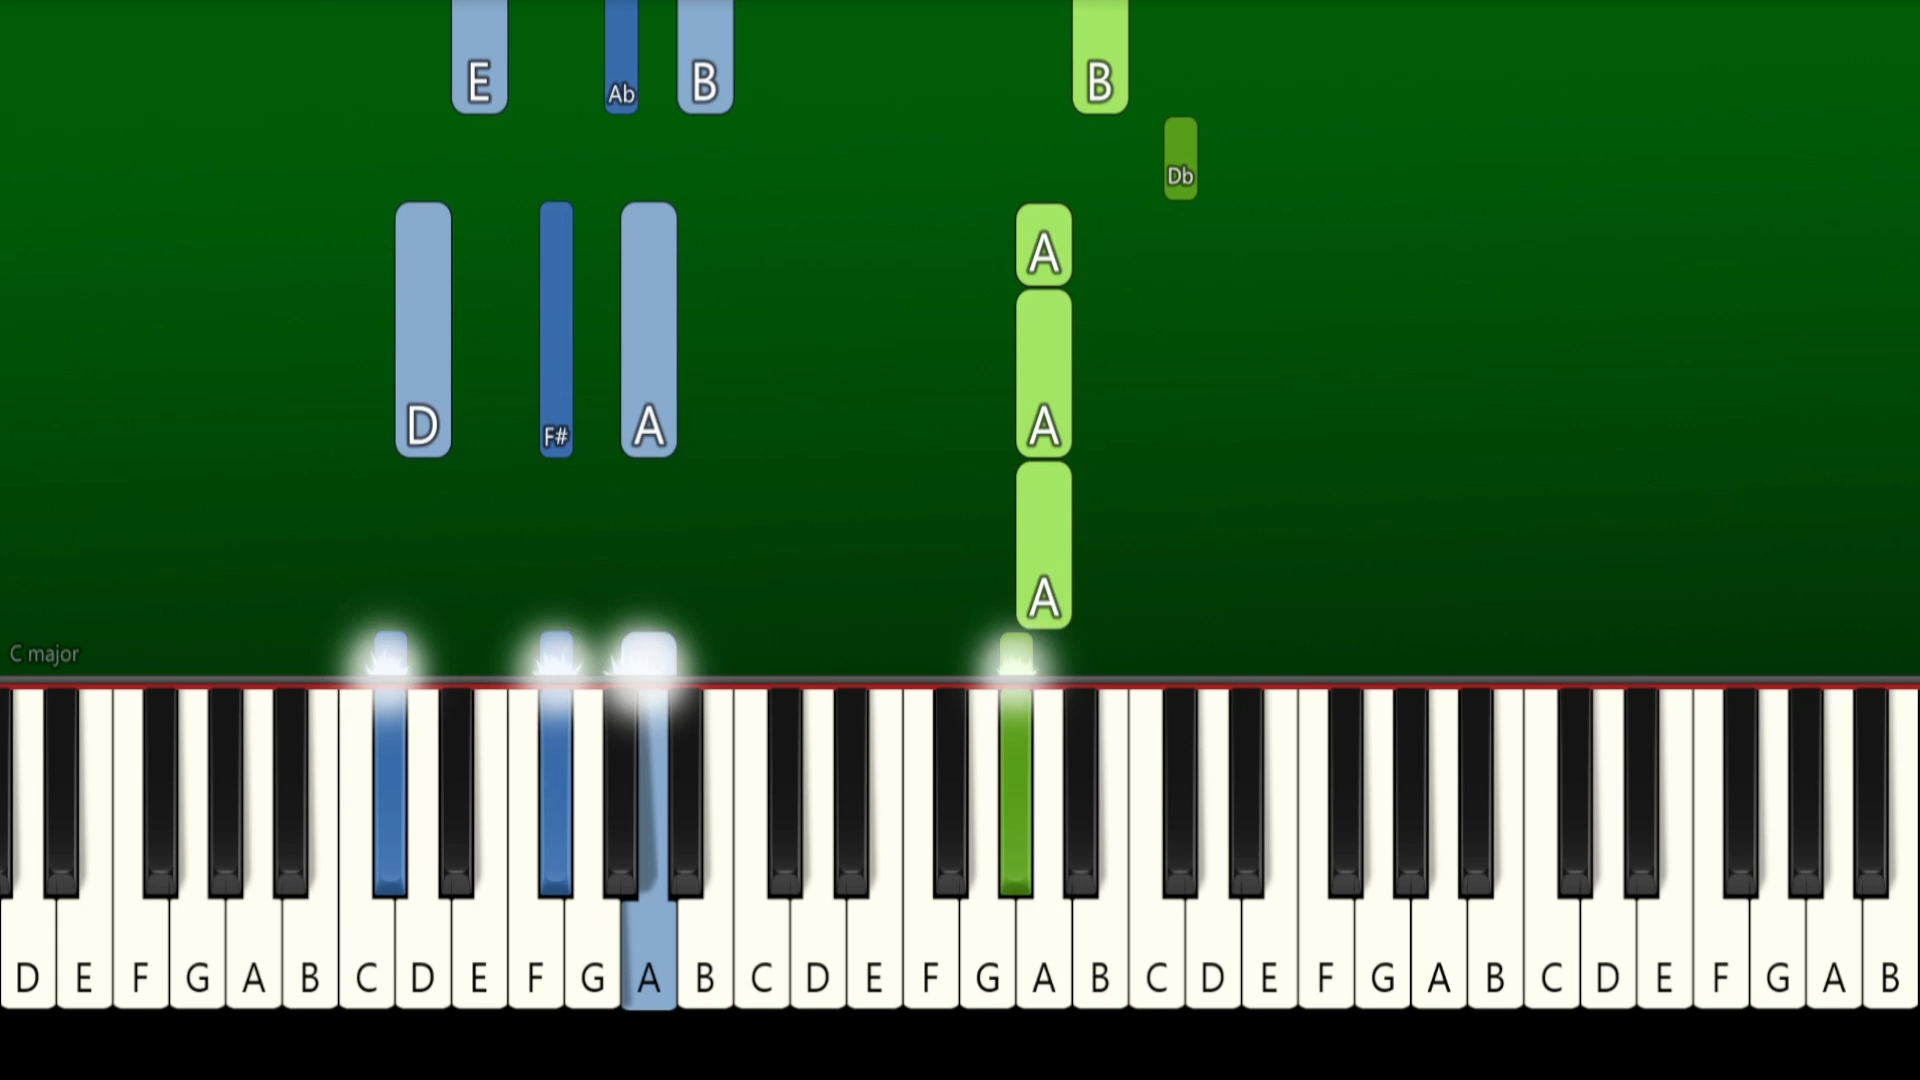 E Ab B B
Db
A
D F# A A
A
C major
D E F G A B C D E F G A B C D E F G A B C D E F G A B C D E F G A B